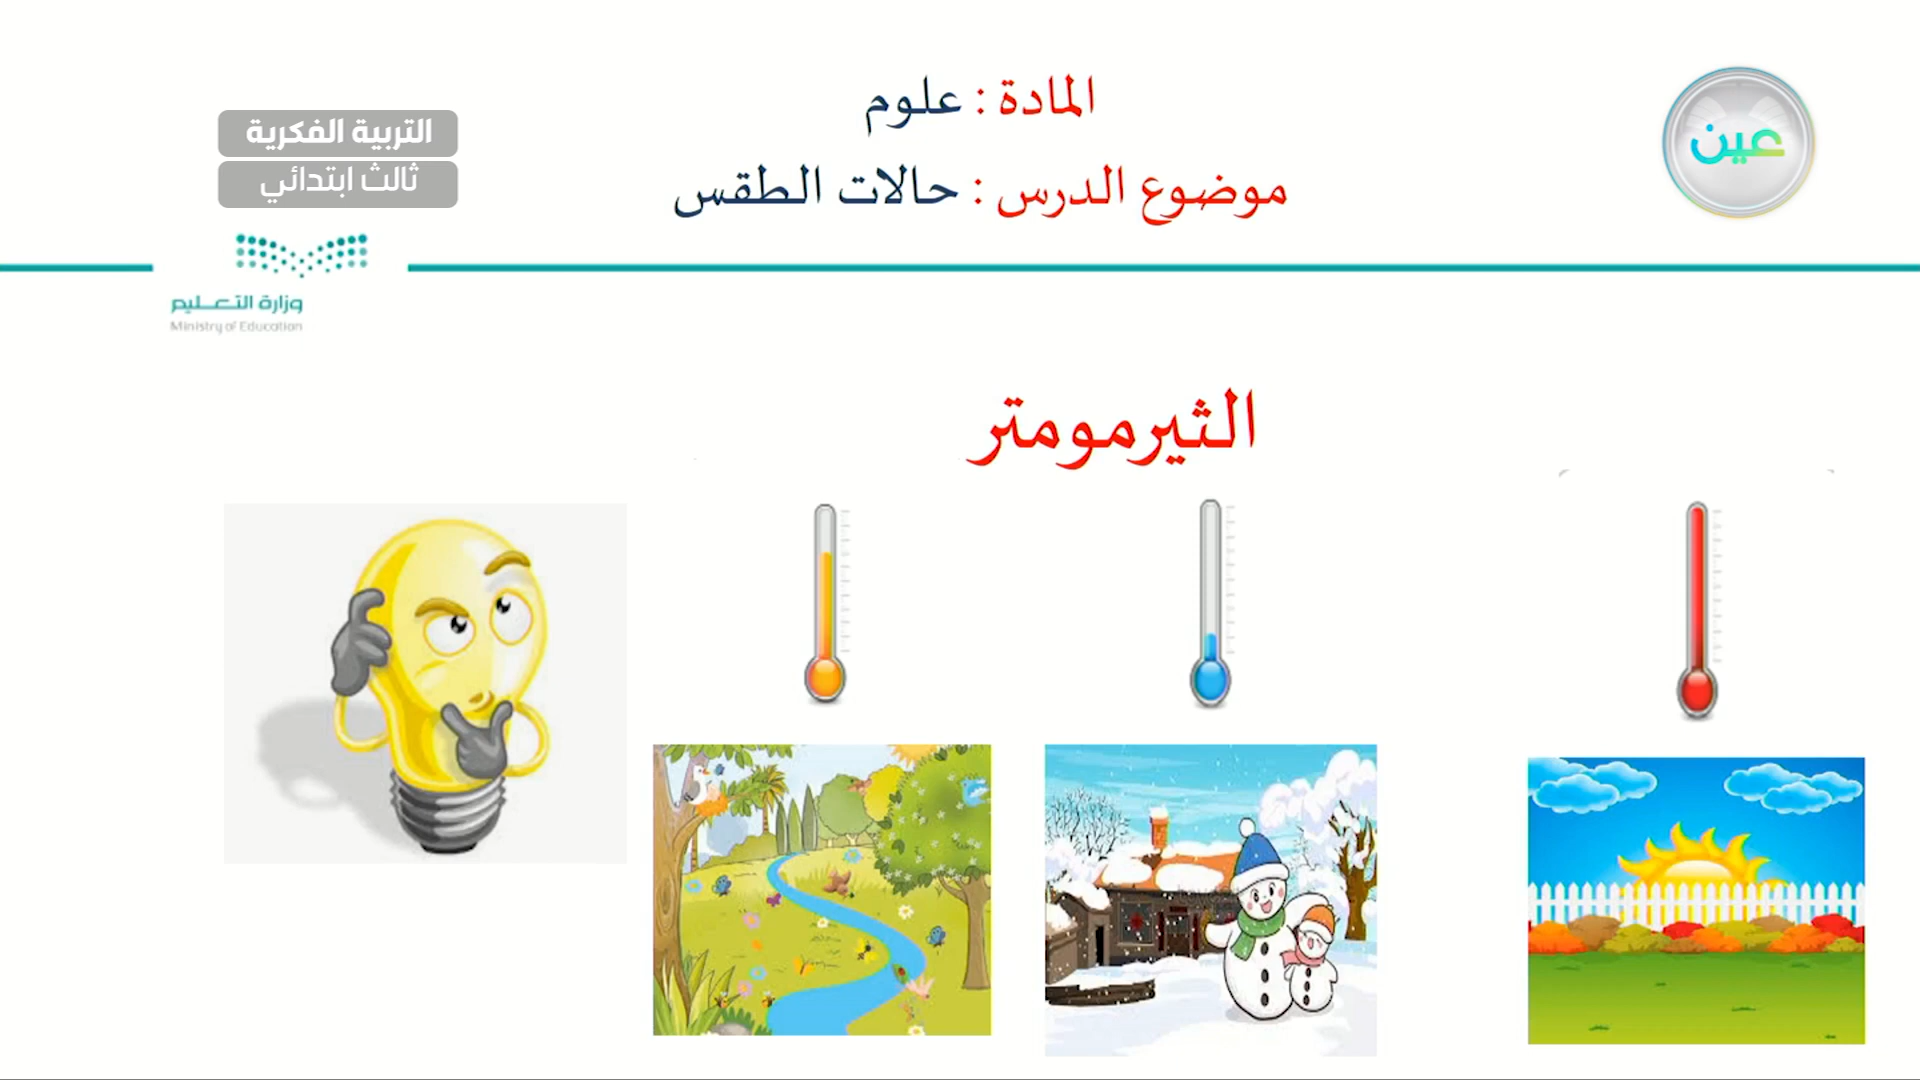 المادة : علوم
موضوع الدرس : حالات الطقس
عين
التربية الفكرية
ثالث ابتدائي
وزارة التعليم
Ministry of Education
الثيرمومتر